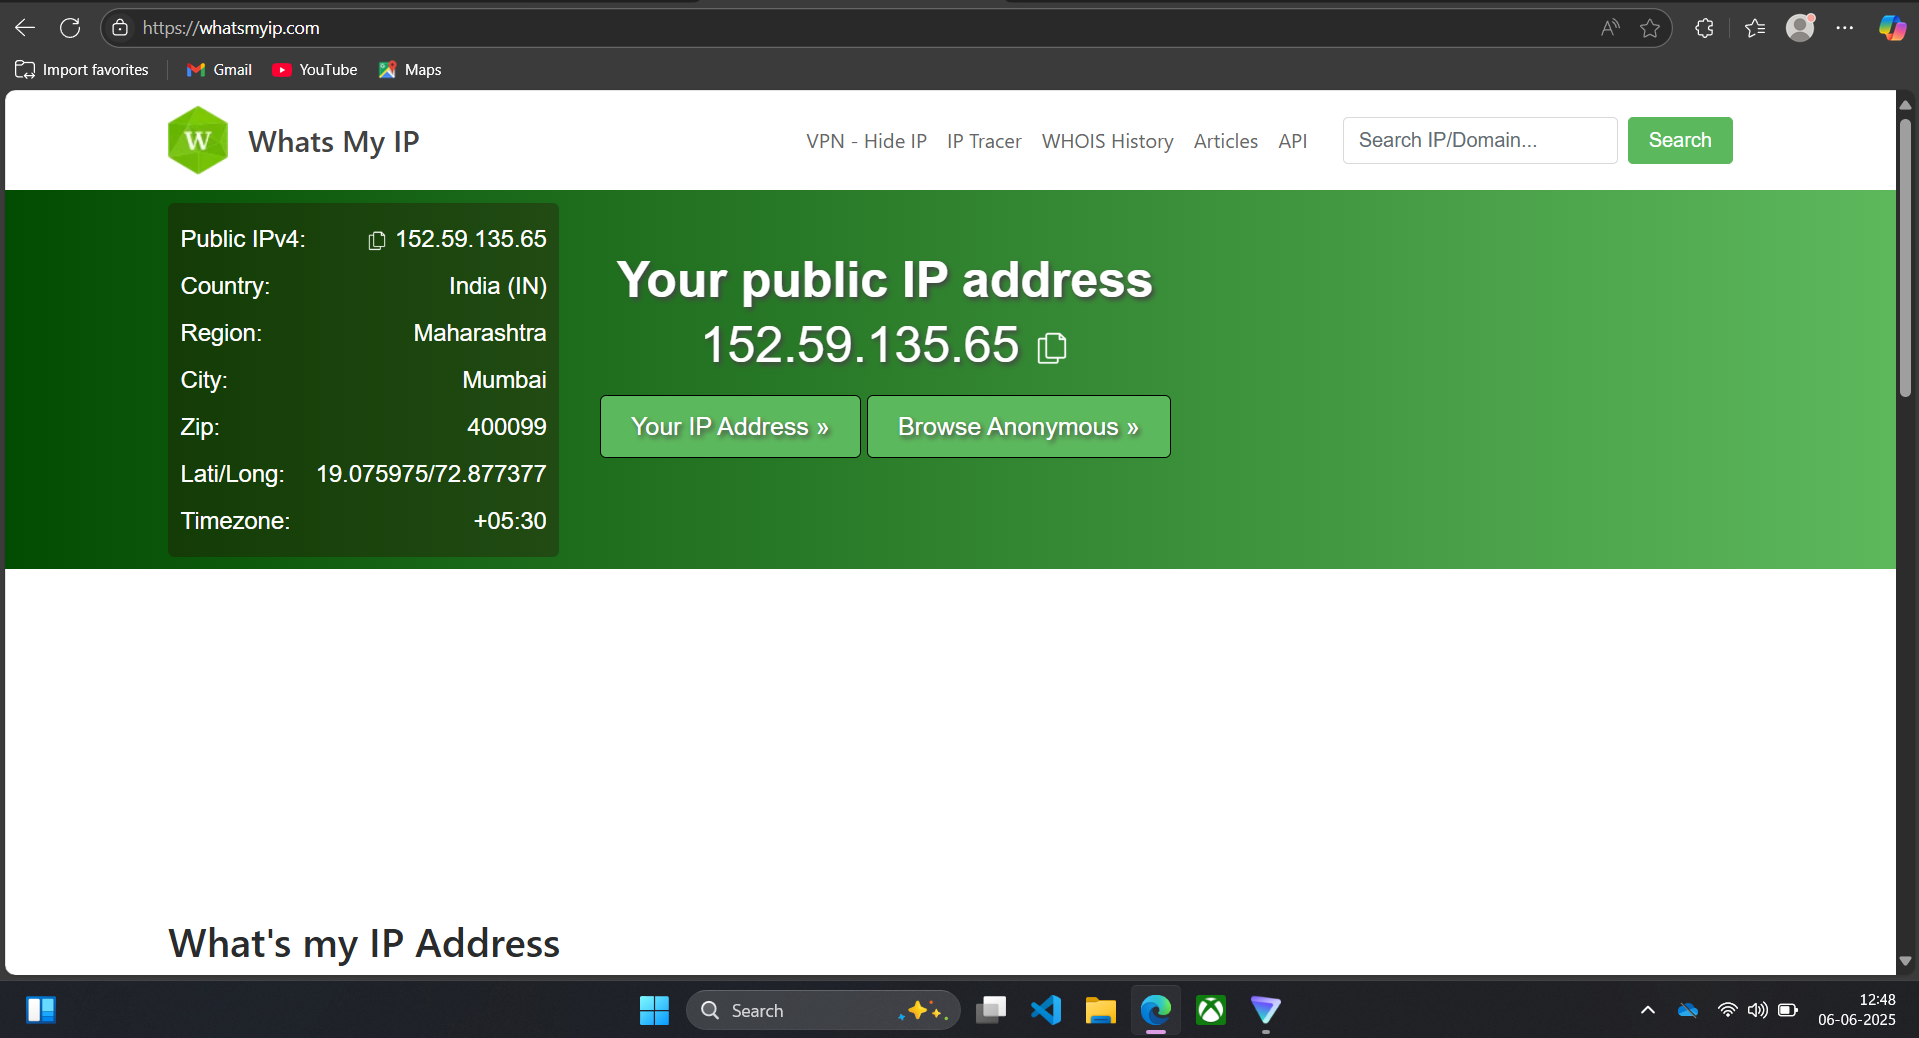 https://whatsmyip.com
Import favorites Gmail YouTube Maps
W Whats My IP VPN - Hide IP IP Tracer WHOIS History Articles API Search IP/Domain... Search
Public IPv4: 152.59.135.65
Country: India (IN)
Region: Maharashtra
City: Mumbai
Zip: 400099
Lati/Long: 19.075975/72.877377
Timezone: +05:30
Your public IP address
152.59.135.65
Your IP Address » Browse Anonymous »
What's my IP Address
Search
12:48
06-06-2025